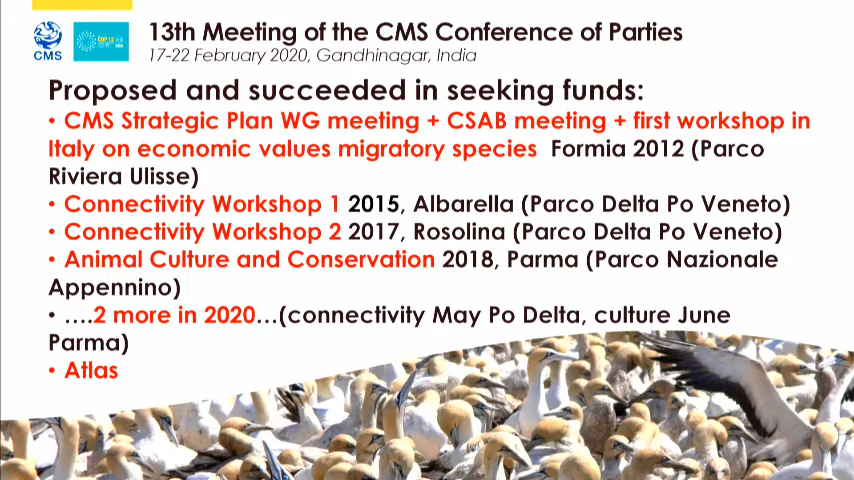 13th Meeting of the CMS Conference of Parties
17-22 February 2020, Gandhinagar, India
CMS
Proposed and succeeded in seeking funds:
• CMS Strategic Plan WG meeting + CSAB meeting + first workshop in
Italy on economic values migratory species Formia 2012 (Parco
Riviera Ulisse)
• Connectivity Workshop 1 2015, Albarella (Parco Delta Po Veneto)
• Connectivity Workshop 2 2017, Rosolina (Parco Delta Po Veneto)
• Animal Culture and Conservation 2018, Parma (Parco Nazionale
Appennino)
• ....2 more in 2020...(connectivity May Po Delta, culture June
Parma)
• Atlas